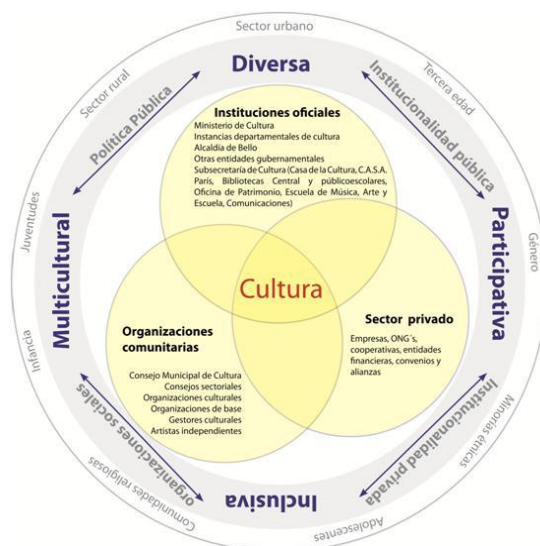 Sector urbano
Sector rural
Tercera edad
Diversa
Política Pública
Institucionalidad pública
Instituciones oficiales
Ministerio de Cultura
Instancias departamentales de cultura
Alcaldía de Bello
Otras entidades gubernamentales
Subsecretaría de Cultura (Casa de la Cultura, C.A.S.A.
París, Bibliotecas Central y públicoescolares,
Oficina de Patrimonio, Escuela de Música, Arte y
Escuela, Comunicaciones)
Juventudes
Género
Multicultural
Participativa
Cultura
Organizaciones
comunitarias
Consejo Municipal de Cultura
Consejos sectoriales
Organizaciones culturales
Organizaciones de base
Gestores culturales
Artistas independientes
Sector privado
Empresas, ONG´s,
cooperativas, entidades
financieras, convenios y
alianzas
Infancia
Minorías étnicas
organizaciones sociales
Institucionalidad privada
Inclusiva
Comunidades religiosas
Adolescentes